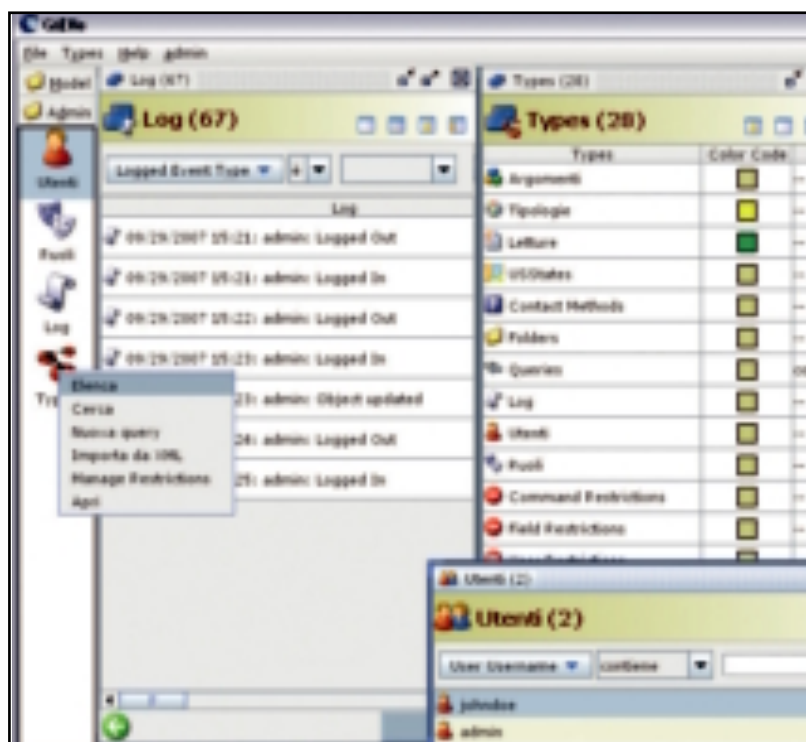 GiEDo
File Types Help admin
Model
Admin
Utenti
Ruoli
Log
Log (67)
Log (67)
Logged Event Type
Log
09/29/2007 15:21: admin: Logged Out
09/29/2007 15:21: admin: Logged In
09/29/2007 15:22: admin: Logged Out
09/29/2007 15:23: admin: Logged In
23: admin: Object updated
24: admin: Logged Out
25: admin: Logged In
Elenca
Cerca
Nuova query
Importa da XML
Manage Restrictions
Apri
Types (28)
Types (28)
Types Color Code
Argomenti
Tipologie
Letture
USStates
Contact Methods
Folders
Queries
Log
Utenti
Ruoli
Command Restrictions
Field Restrictions
Utenti (2)
Utenti (2)
User Username contiene
johndoe
admin